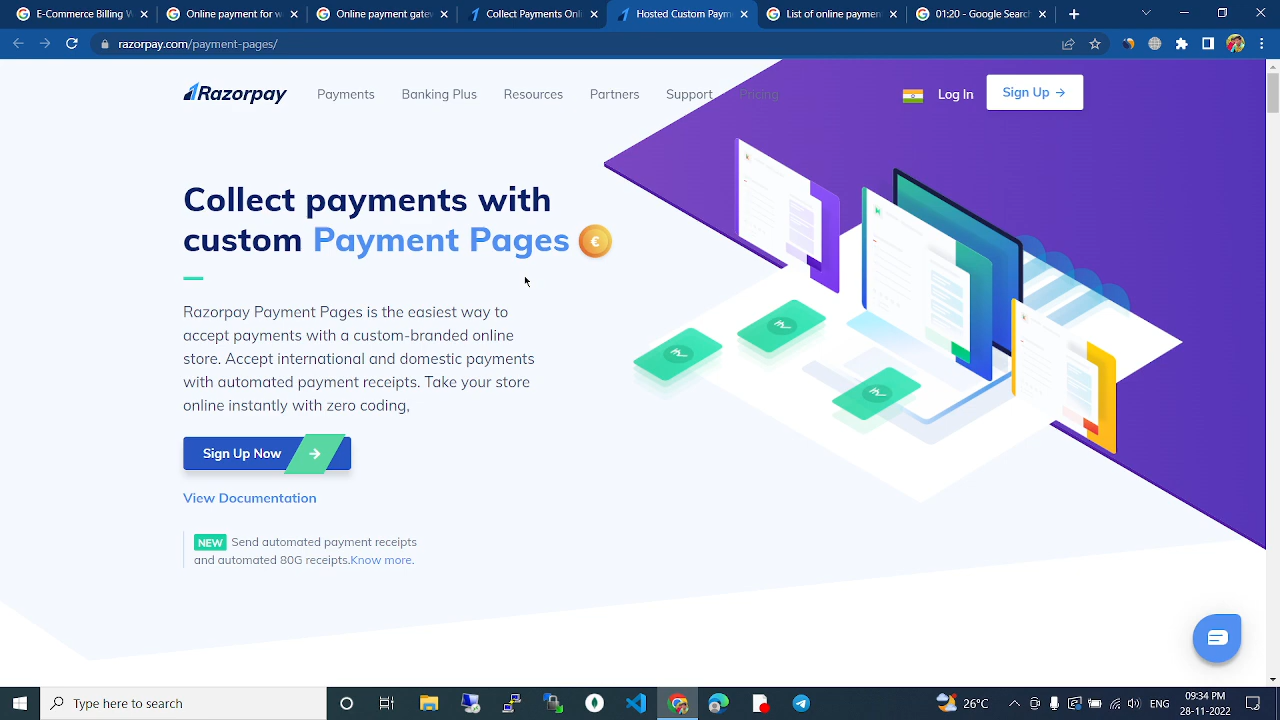 E-Commerce Billing W
Online Payment for w
Online Payment gatew
Collect Payments Onl
Hosted Custom Payme
List of online paymen
01:20 - Google Search
razorpay.com/payment-pages/
Razorpay
Payments
Banking Plus
Resources
Partners
Support
Pricing
Log In
Sign Up →
Collect payments with
custom Payment Pages
€
Razorpay Payment Pages is the easiest way to
accept payments with a custom-branded online
store. Accept international and domestic payments
with automated payment receipts. Take your store
online instantly with zero coding,
Sign Up Now
View Documentation
NEW Send automated payment receipts
and automated 80G receipts.Know more.
Type here to search
26°C
ENG
09:34 PM
28-11-2022